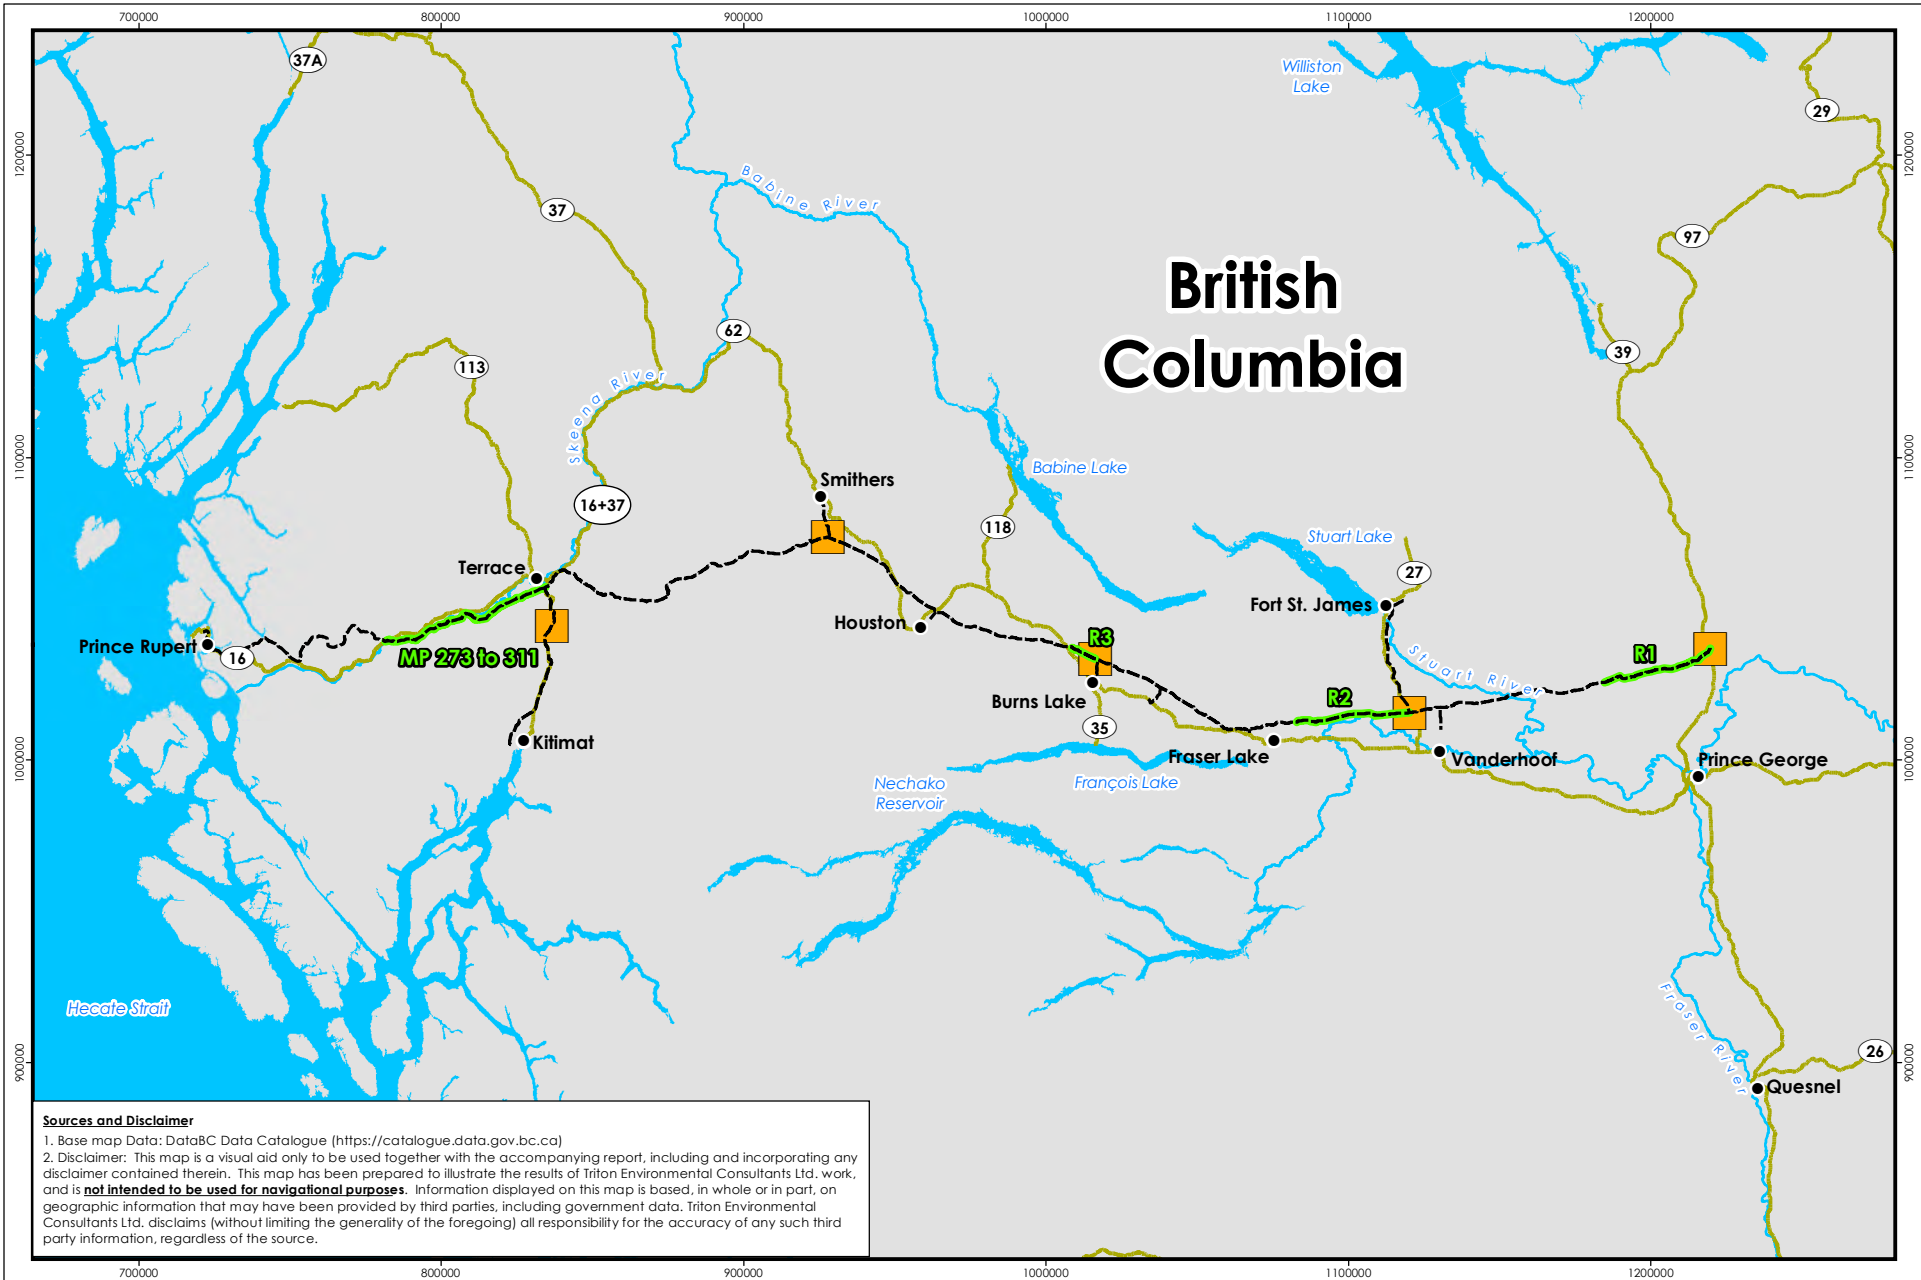 700000
800000
900000
1000000
1100000
1200000
37A
Williston
Lake
29
1200000
1200000
Babine River
37
97
British
Columbia
62
39
113
Skeena River
1100000
1100000
Babine Lake
Smithers
16+37
118
Stuart Lake
Terrace
27
Fort St. James
Houston
R3
Prince Rupert
16
MP 273 to 311
Stuart River
R1
Burns Lake
R2
35
Kitimat
Fraser Lake
Vanderhoof
Prince George
1000000
1000000
Nechako
Reservoir
François Lake
Hecate Strait
Fraser River
900000
900000
26
Quesnel
Sources and Disclaimer
1. Base map Data: DataBC Data Catalogue (https://catalogue.data.gov.bc.ca)
2. Disclaimer: This map is a visual aid only to be used together with the accompanying report, including and incorporating any
disclaimer contained therein. This map has been prepared to illustrate the results of Triton Environmental Consultants Ltd. work,
and is not intended to be used for navigational purposes. Information displayed on this map is based, in whole or in part, on
geographic information that may have been provided by third parties, including government data. Triton Environmental
Consultants Ltd. disclaims (without limiting the generality of the foregoing) all responsibility for the accuracy of any such third
party information, regardless of the source.
700000
800000
900000
1000000
1100000
1200000